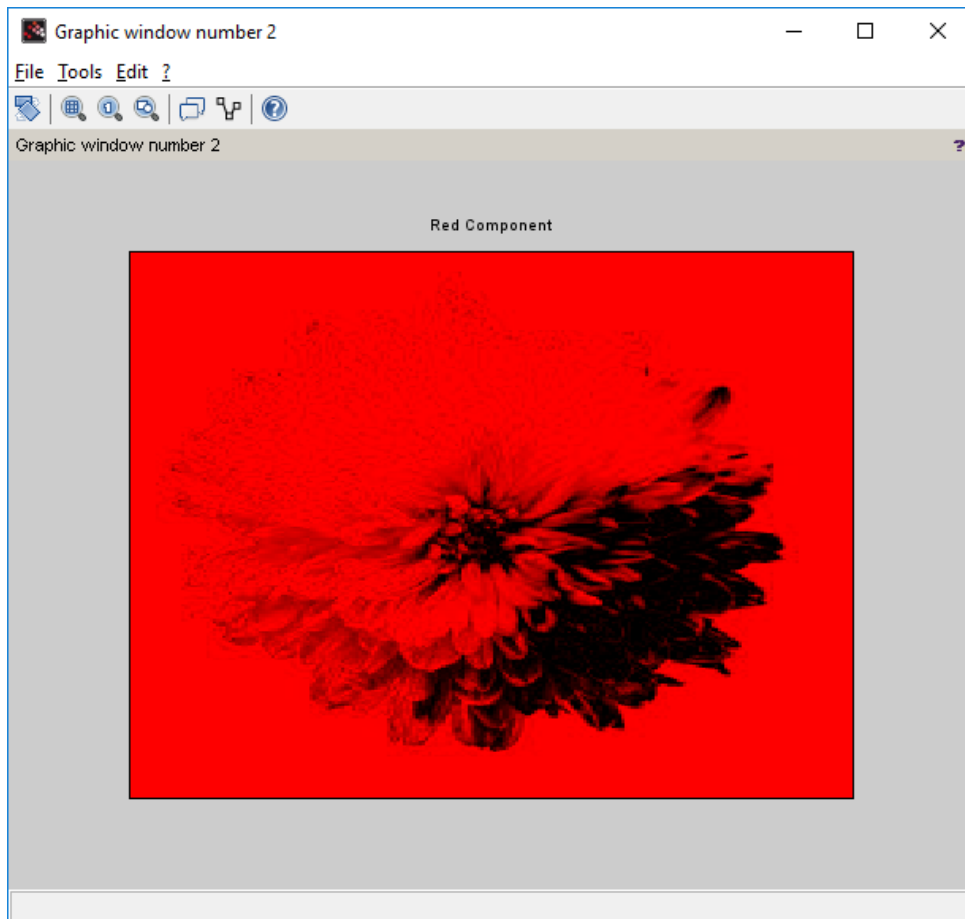 Graphic window number 2
File Tools Edit ?
Graphic window number 2 ?
Red Component